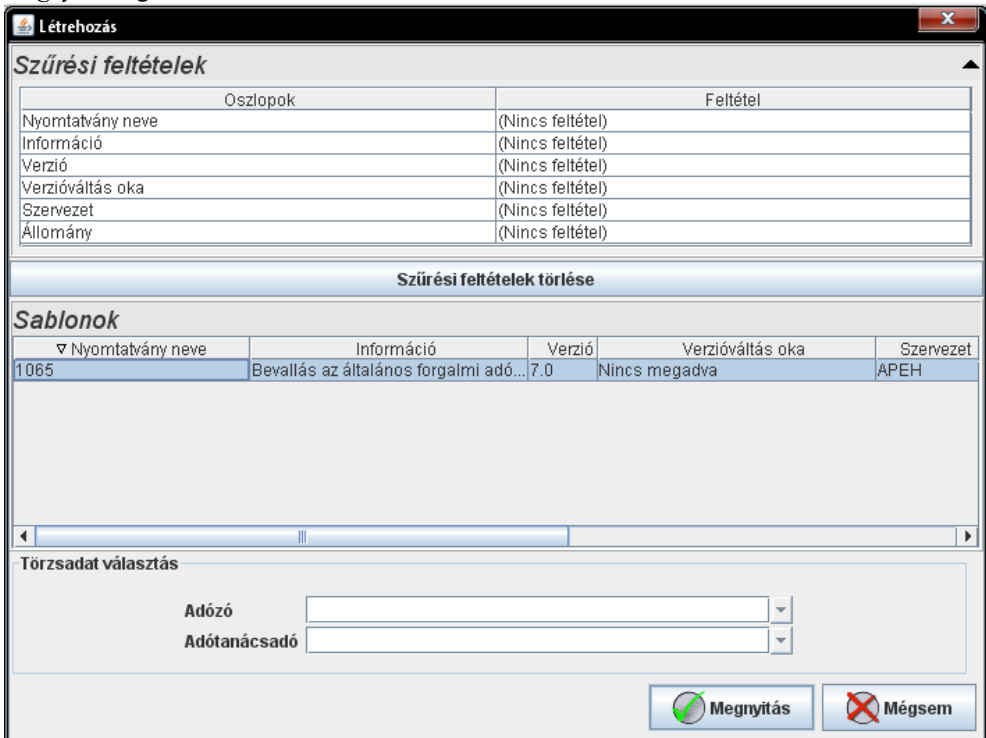 Létrehozás
Szűrési feltételek
Oszlopok Feltétel
Nyomtatvány neve (Nincs feltétel)
Információ (Nincs feltétel)
Verzió (Nincs feltétel)
Verzióváltás oka (Nincs feltétel)
Szervezet (Nincs feltétel)
Állomány (Nincs feltétel)
Szűrési feltételek törlése
Sablonok
Nyomtatvány neve Információ Verzió Verzióváltás oka Szervezet
1065 Bevallás az általános forgalmi adó... 7.0 Nincs megadva APEH
Törzsadat választás
Adózó
Adótanácsadó
Megnyitás Mégsem